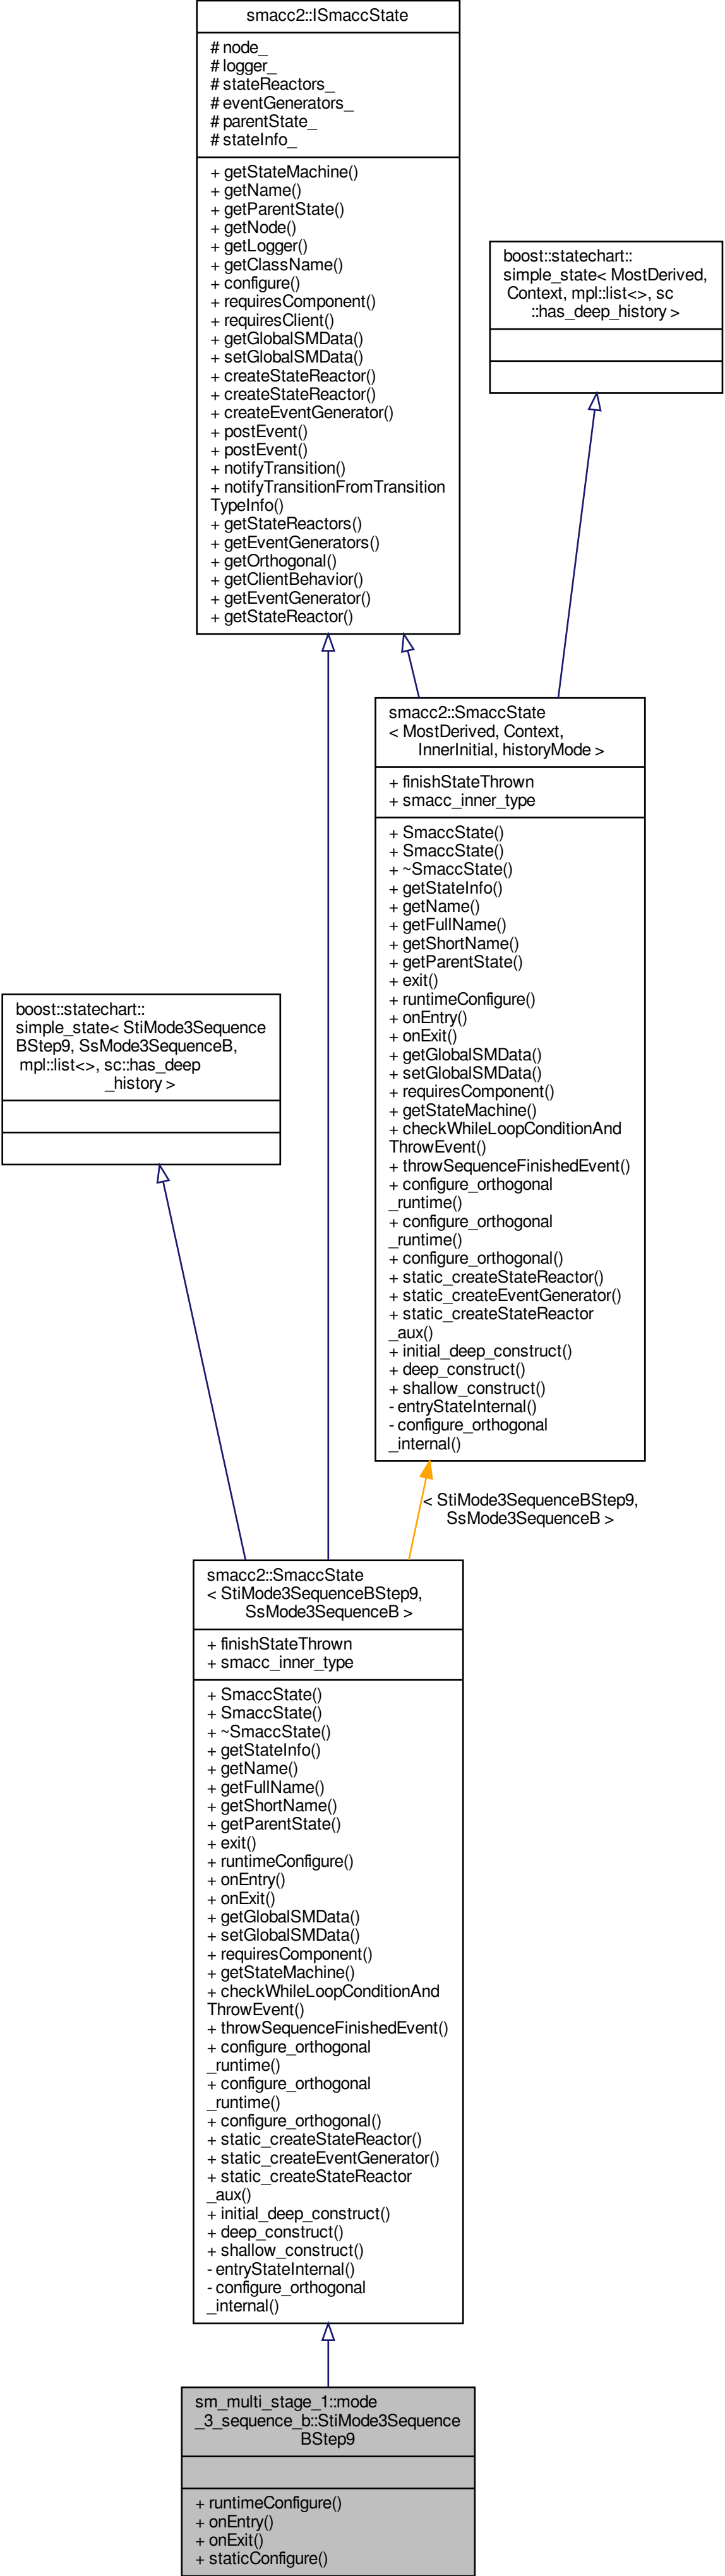 smacc2::ISmaccState
# node_
# logger_
# stateReactors_
# eventGenerators_
# parentState_
# stateInfo_
+ getStateMachine()
+ getName()
+ getParentState()
+ getNode()
+ getLogger()
+ getClassName()
+ configure()
+ requiresComponent()
+ requiresClient()
+ getGlobalSMData()
+ setGlobalSMData()
+ createStateReactor()
+ createStateReactor()
+ createEventGenerator()
+ postEvent()
+ postEvent()
+ notifyTransition()
+ notifyTransitionFromTransition
TypeInfo()
+ getStateReactors()
+ getEventGenerators()
+ getOrthogonal()
+ getClientBehavior()
+ getEventGenerator()
+ getStateReactor()
boost::statechart::
simple_state< MostDerived,
Context, mpl::list<>, sc
::has_deep_history >
smacc2::SmaccState
< MostDerived, Context,
InnerInitial, historyMode >
+ finishStateThrown
+ smacc_inner_type
+ SmaccState()
+ SmaccState()
+ ~SmaccState()
+ getStateInfo()
+ getName()
+ getFullName()
+ getShortName()
+ getParentState()
+ exit()
+ runtimeConfigure()
+ onEntry()
+ onExit()
+ getGlobalSMData()
+ setGlobalSMData()
+ requiresComponent()
+ getStateMachine()
+ checkWhileLoopConditionAnd
ThrowEvent()
+ throwSequenceFinishedEvent()
+ configure_orthogonal
_runtime()
+ configure_orthogonal
_runtime()
+ configure_orthogonal()
+ static_createStateReactor()
+ static_createEventGenerator()
+ static_createStateReactor
_aux()
+ initial_deep_construct()
+ deep_construct()
+ shallow_construct()
- entryStateInternal()
- configure_orthogonal
_internal()
boost::statechart::
simple_state< StiMode3Sequence
BStep9, SsMode3SequenceB,
mpl::list<>, sc::has_deep
_history >
< StiMode3SequenceBStep9,
SsMode3SequenceB >
smacc2::SmaccState
< StiMode3SequenceBStep9,
SsMode3SequenceB >
+ finishStateThrown
+ smacc_inner_type
+ SmaccState()
+ SmaccState()
+ ~SmaccState()
+ getStateInfo()
+ getName()
+ getFullName()
+ getShortName()
+ getParentState()
+ exit()
+ runtimeConfigure()
+ onEntry()
+ onExit()
+ getGlobalSMData()
+ setGlobalSMData()
+ requiresComponent()
+ getStateMachine()
+ checkWhileLoopConditionAnd
ThrowEvent()
+ throwSequenceFinishedEvent()
+ configure_orthogonal
_runtime()
+ configure_orthogonal
_runtime()
+ configure_orthogonal()
+ static_createStateReactor()
+ static_createEventGenerator()
+ static_createStateReactor
_aux()
+ initial_deep_construct()
+ deep_construct()
+ shallow_construct()
- entryStateInternal()
- configure_orthogonal
_internal()
sm_multi_stage_1::mode
_3_sequence_b::StiMode3Sequence
BStep9
+ runtimeConfigure()
+ onEntry()
+ onExit()
+ staticConfigure()